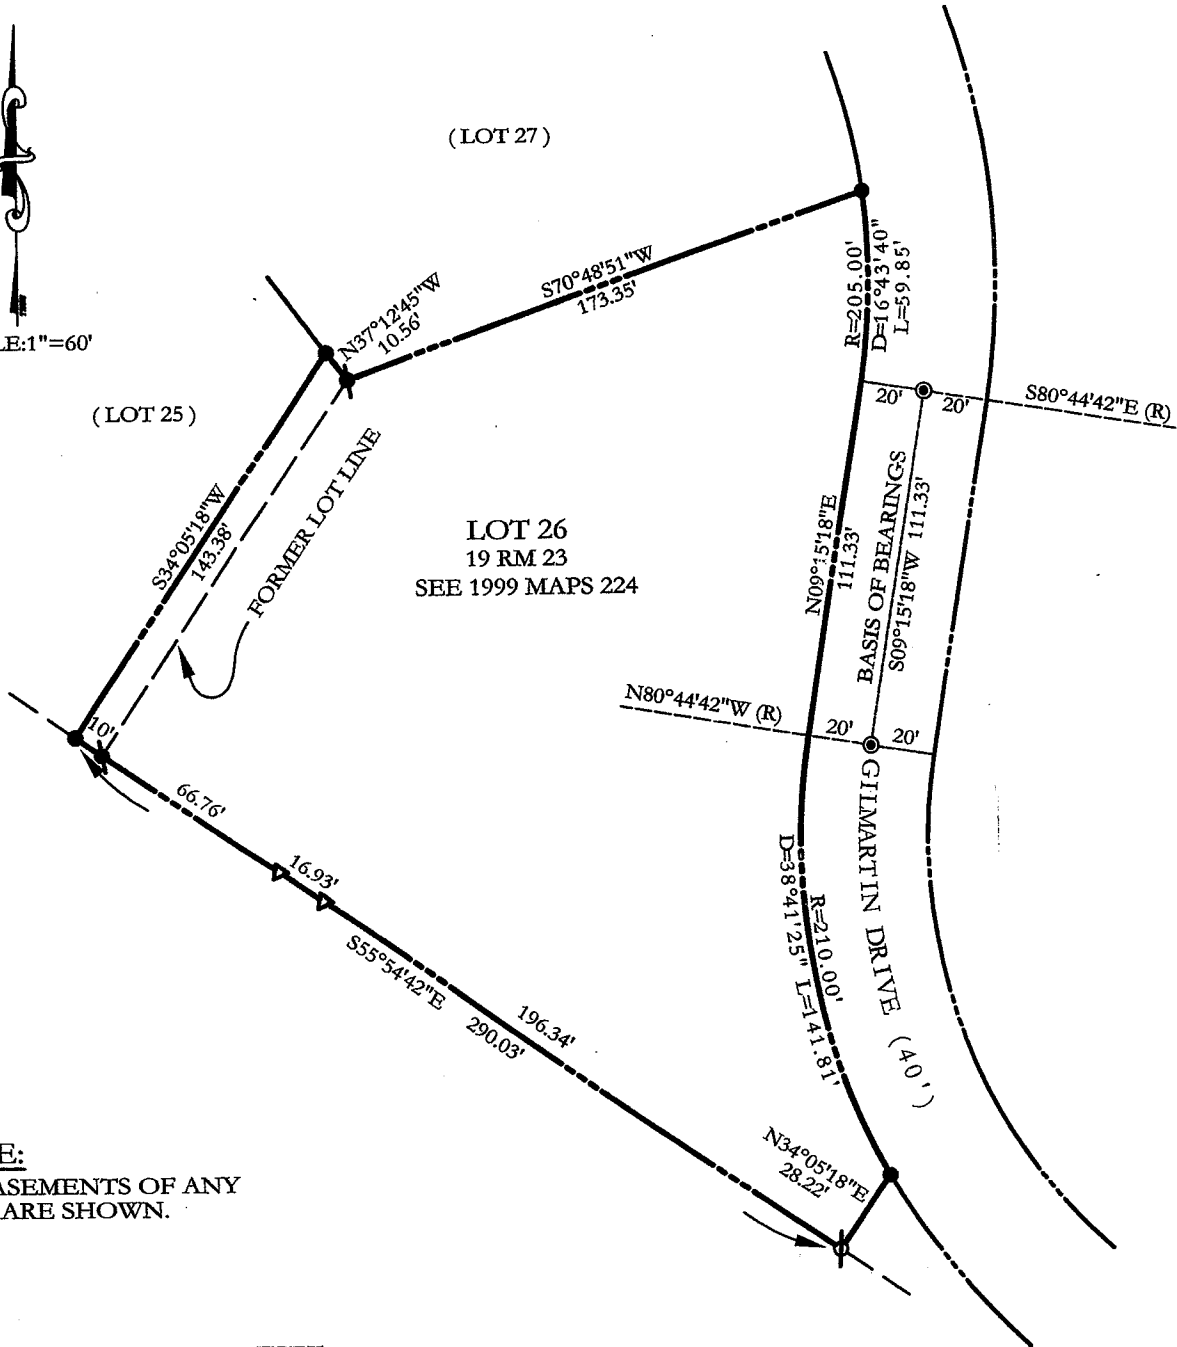 ( LOT 27 )
LE:1"=60'
( LOT 25 )
S70°48'51"W
173.35'
N37°12'45"W
10.56'
R=205.00'
D=16°43'40"
L=59.85'
20'
20'
S80°44'42"E (R)
S34°05'18"W
143.38'
FORMER LOT LINE
LOT 26
19 RM 23
SEE 1999 MAPS 224
N09°15'18"E
111.33'
BASIS OF BEARINGS
S09°15'18"W 111.33'
N80°44'42"W (R)
20'
20'
10'
66.76'
16.93'
S55°54'42"E
290.03'
196.34'
R=210.00'
D=38°41'25" L=141.81'
GILMARTIN DRIVE (40')
N34°05'18"E
28.22'
E:
ASEMENTS OF ANY
ARE SHOWN.